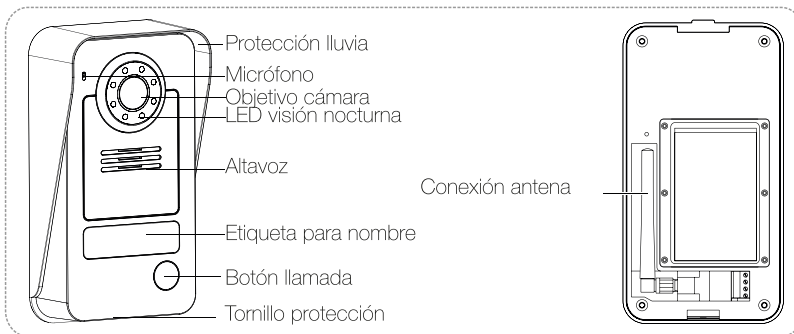 Protección lluvia
Micrófono
Objetivo cámara
LED visión nocturna
Altavoz
Conexión antena
Etiqueta para nombre
Botón llamada
Tornillo protección